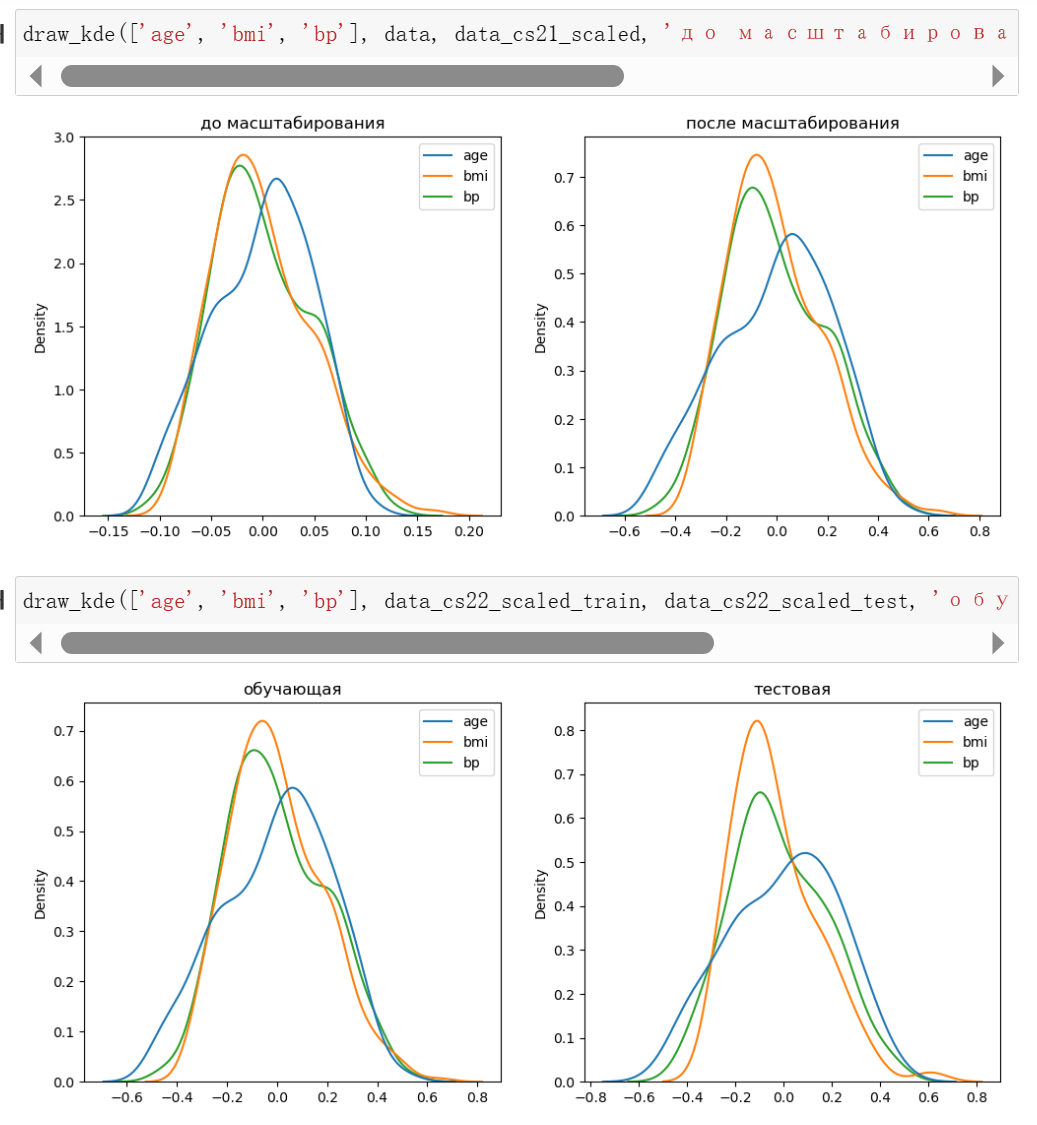 draw_kde(['age', 'bmi', 'bp'], data, data_cs21_scaled, 'до масштабирова
до масштабирования
после масштабирования
3.0
2.5
2.0
1.5
1.0
0.5
0.0
Density
age
bmi
bp
−0.15 −0.10 −0.05 0.00 0.05 0.10 0.15 0.20
0.7
0.6
0.5
0.4
0.3
0.2
0.1
0.0
Density
age
bmi
bp
−0.6 −0.4 −0.2 0.0 0.2 0.4 0.6 0.8
draw_kde(['age', 'bmi', 'bp'], data_cs22_scaled_train, data_cs22_scaled_test, 'обу
обучающая
тестовая
0.7
0.6
0.5
0.4
0.3
0.2
0.1
0.0
Density
age
bmi
bp
−0.6 −0.4 −0.2 0.0 0.2 0.4 0.6 0.8
0.8
0.7
0.6
0.5
0.4
0.3
0.2
0.1
0.0
Density
age
bmi
bp
−0.8 −0.6 −0.4 −0.2 0.0 0.2 0.4 0.6 0.8